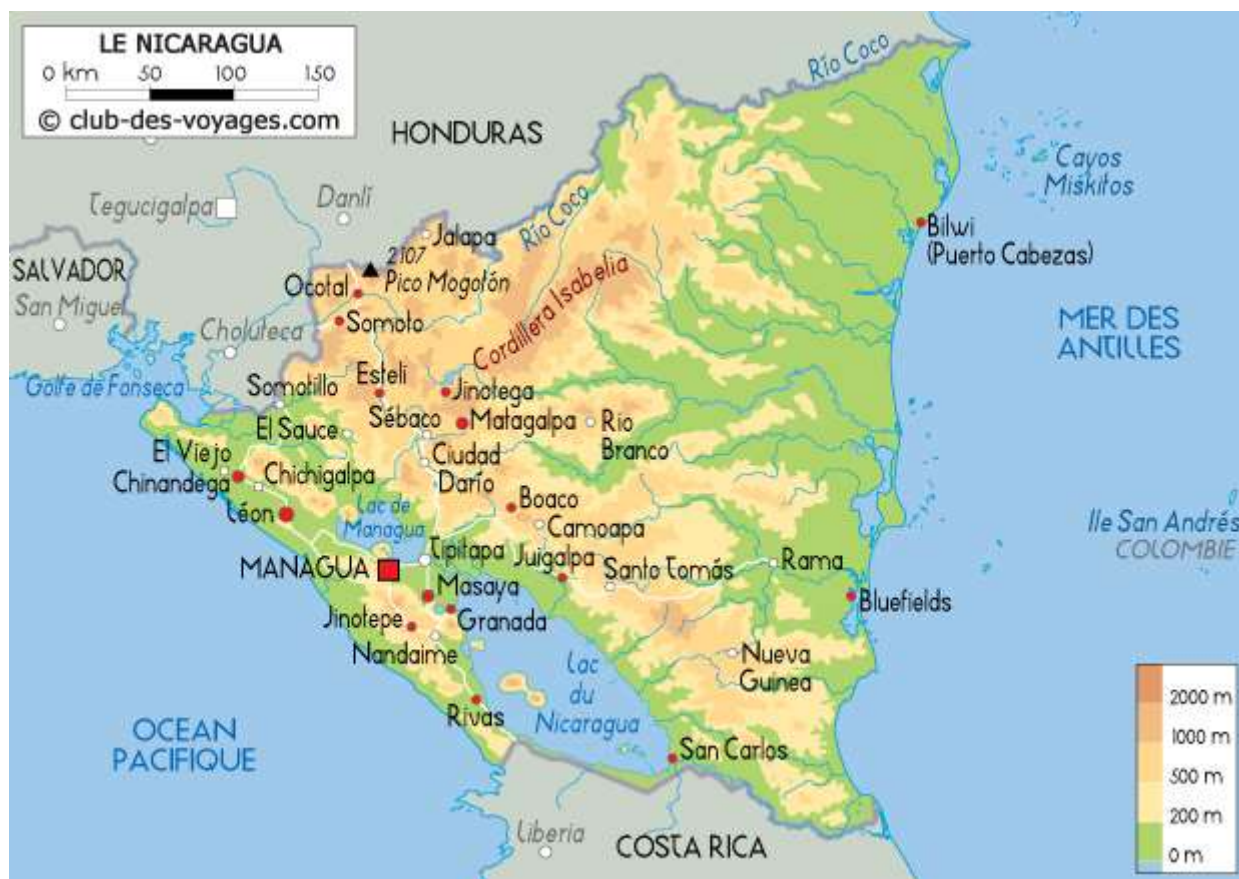 LE NICARAGUA
0 km 50 100 150
© club-des-voyages.com
HONDURAS
Río Coco
Cayos
Miskitos
Tegucigalpa
Danlí
Jalapa
Río Coco
Bilwi
(Puerto Cabezas)
SALVADOR
San Miguel
2107
Pico Mogotón
Ocotal
Somoto
Choluteca
Cordillera Isabelia
MER DES
ANTILLES
Golfe de Fonseca
Somotillo
Esteli
Jinotega
Sébaco
Matagalpa
Rio
Branco
El Sauce
El Viejo
Chinandega
Chichigalpa
Ciudad
Darío
Léon
Lac de
Managua
Boaco
Camoapa
Ile San Andrés
COLOMBIE
MANAGUA
Tipitapa
Juigalpa
Santo Tomás
Rama
Masaya
Granada
Bluefields
Jinotepe
Nandaime
Lac
du
Nicaragua
Nueva
Guinea
Rivas
OCEAN
PACIFIQUE
San Carlos
2000 m
1000 m
500 m
200 m
0 m
Liberia
COSTA RICA